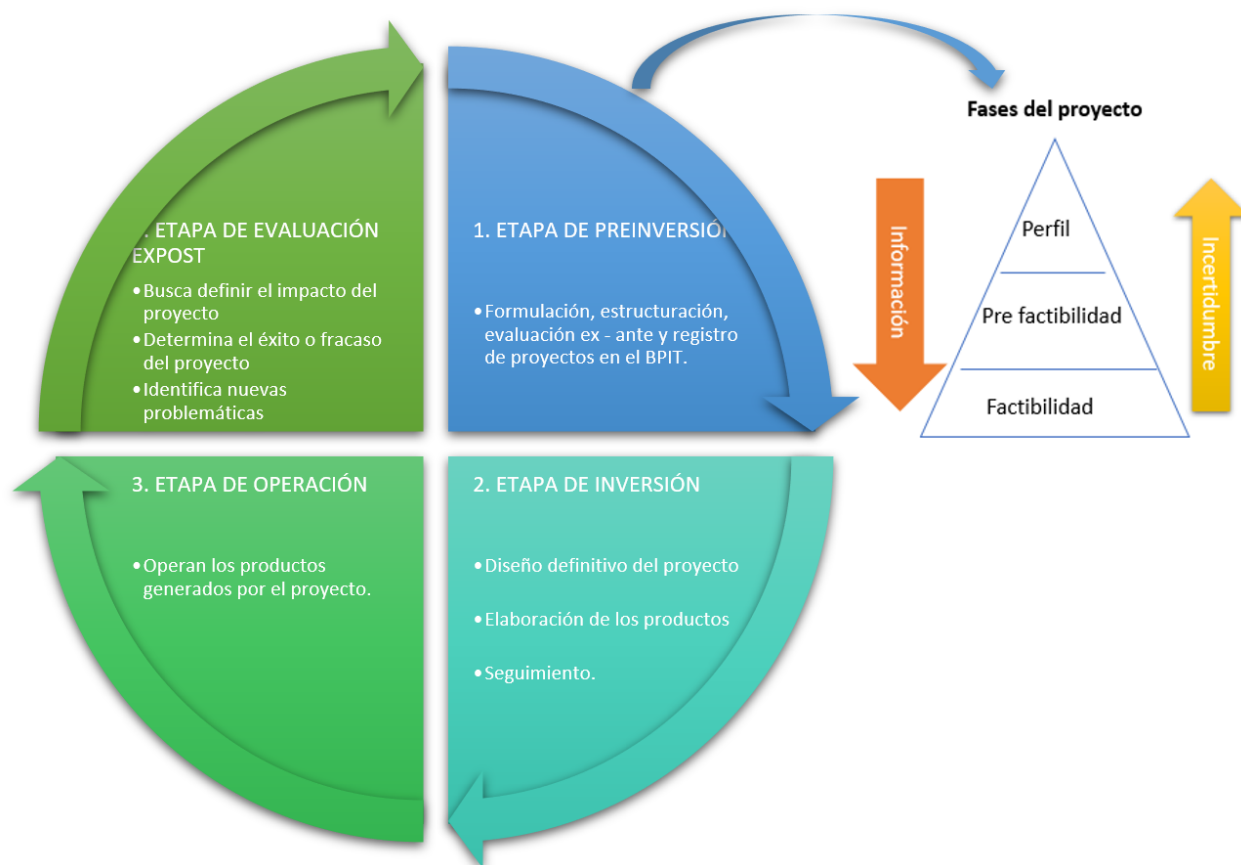 1. ETAPA DE PREINVERSIÓN
•Formulación, estructuración,
evaluación ex - ante y registro
de proyectos en el BPIT.
2. ETAPA DE INVERSIÓN
•Diseño definitivo del proyecto
•Elaboración de los productos
•Seguimiento.
3. ETAPA DE OPERACIÓN
•Operan los productos
generados por el proyecto.
. ETAPA DE EVALUACIÓN
EXPOST
•Busca definir el impacto del
proyecto
•Determina el éxito o fracaso
del proyecto
•Identifica nuevas
problemáticas
Fases del proyecto
Información
Perfil
Pre factibilidad
Factibilidad
Incertidumbre